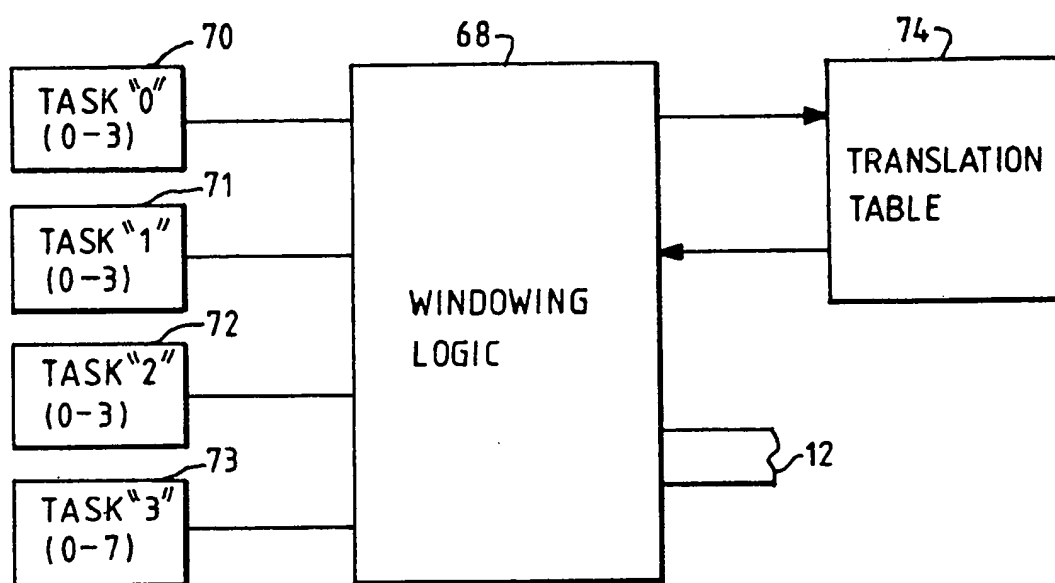 70
TASK "0"
(0-3)
71
TASK "1"
(0-3)
72
TASK "2"
(0-3)
73
TASK "3"
(0-7)
68
WINDOWING
LOGIC
74
TRANSLATION
TABLE
12